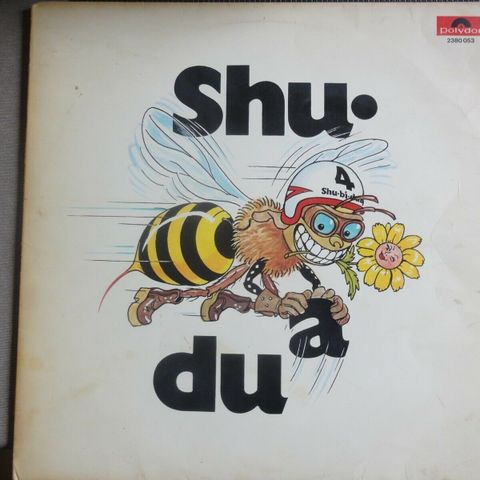 polydor
2380 053
Shu•
4
Shu·bi·dua
a
du